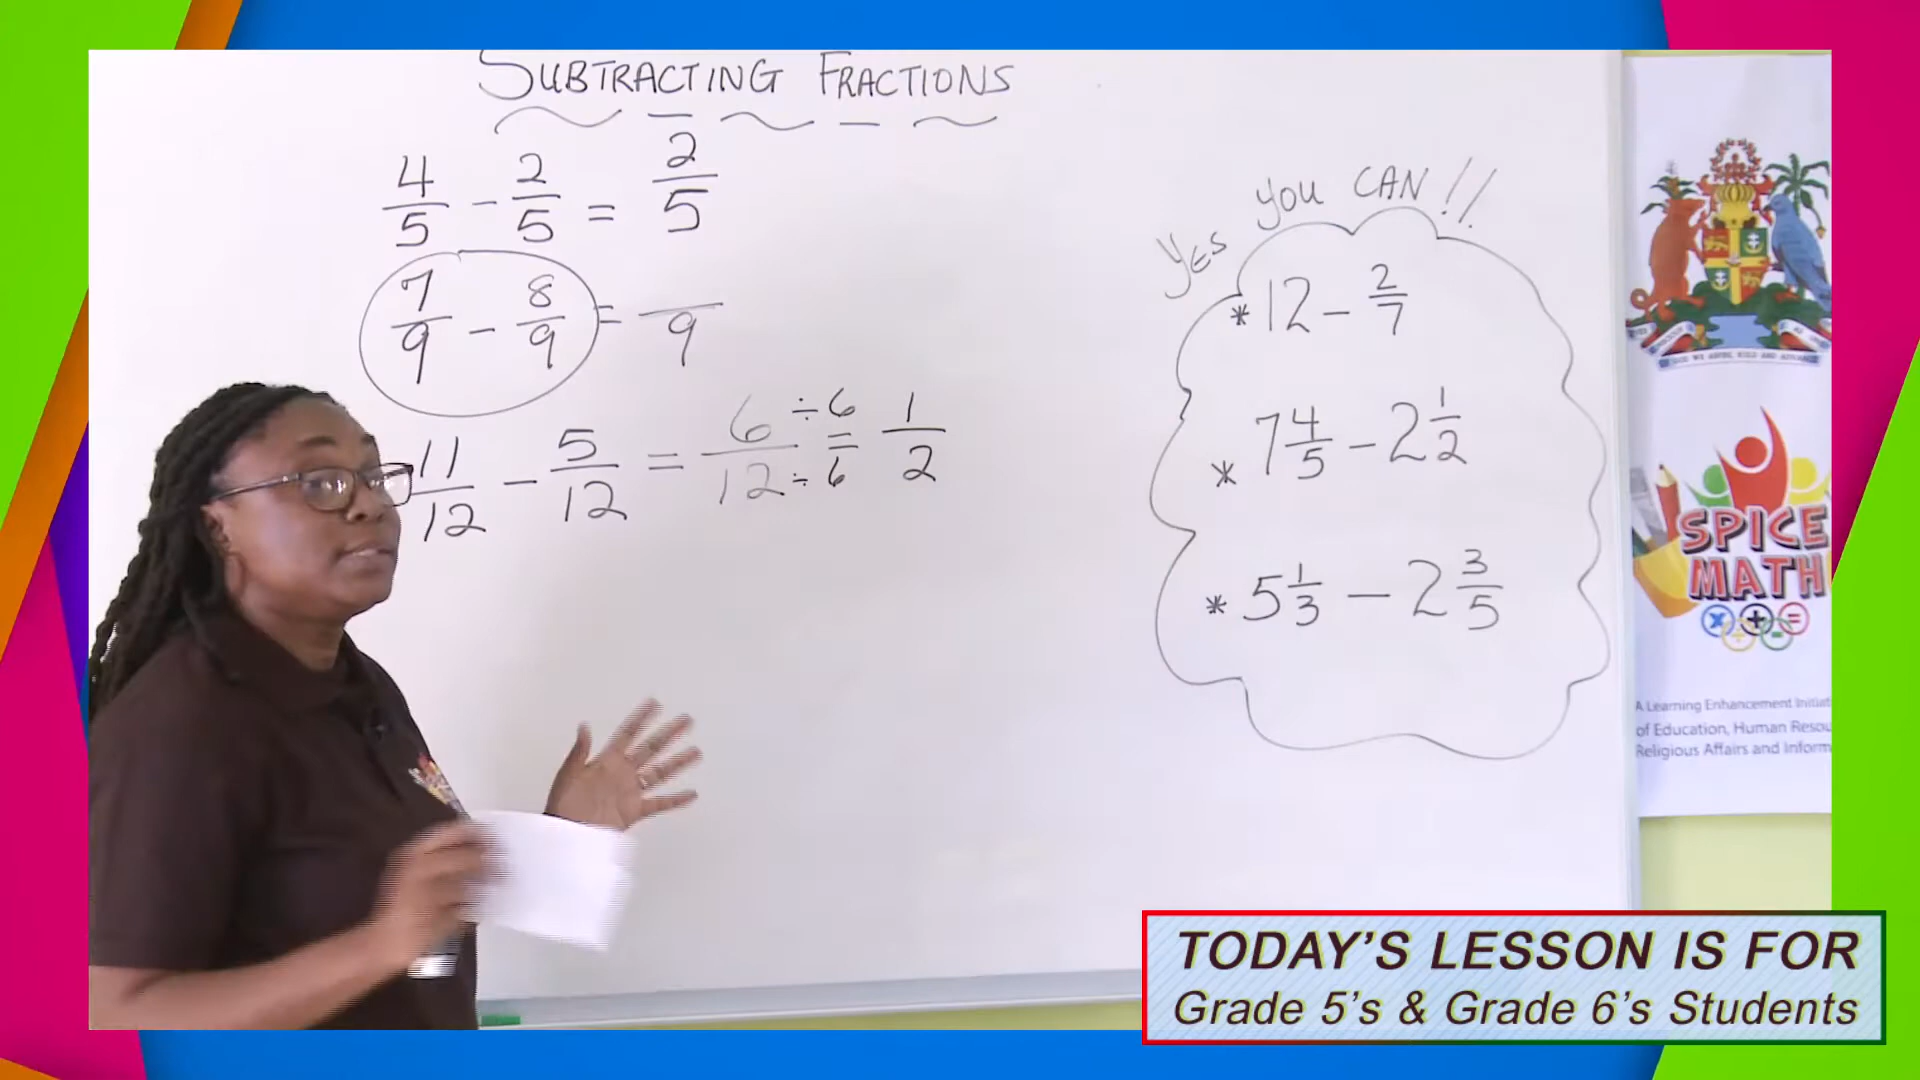 SUBTRACTING FRACTIONS
4/5 - 2/5 = 2/5
7/9 - 8/9 = /9
11/12 - 5/12 = 6/12 ÷6/÷6 = 1/2
YES YOU CAN!!
* 12 - 2/7
* 7 4/5 - 2 1/2
* 5 1/3 - 2 3/5
SPICE
MATH
A Learning Enhancement
of Education, Human
Religious Affairs and
TODAY'S LESSON IS FOR
Grade 5's & Grade 6's Students